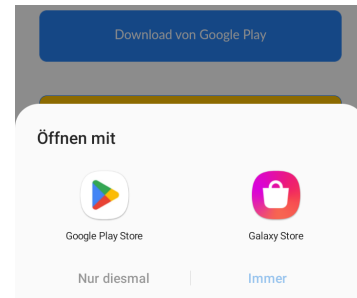 Download von Google Play
Öffnen mit
Google Play Store
Galaxy Store
Nur diesmal
Immer